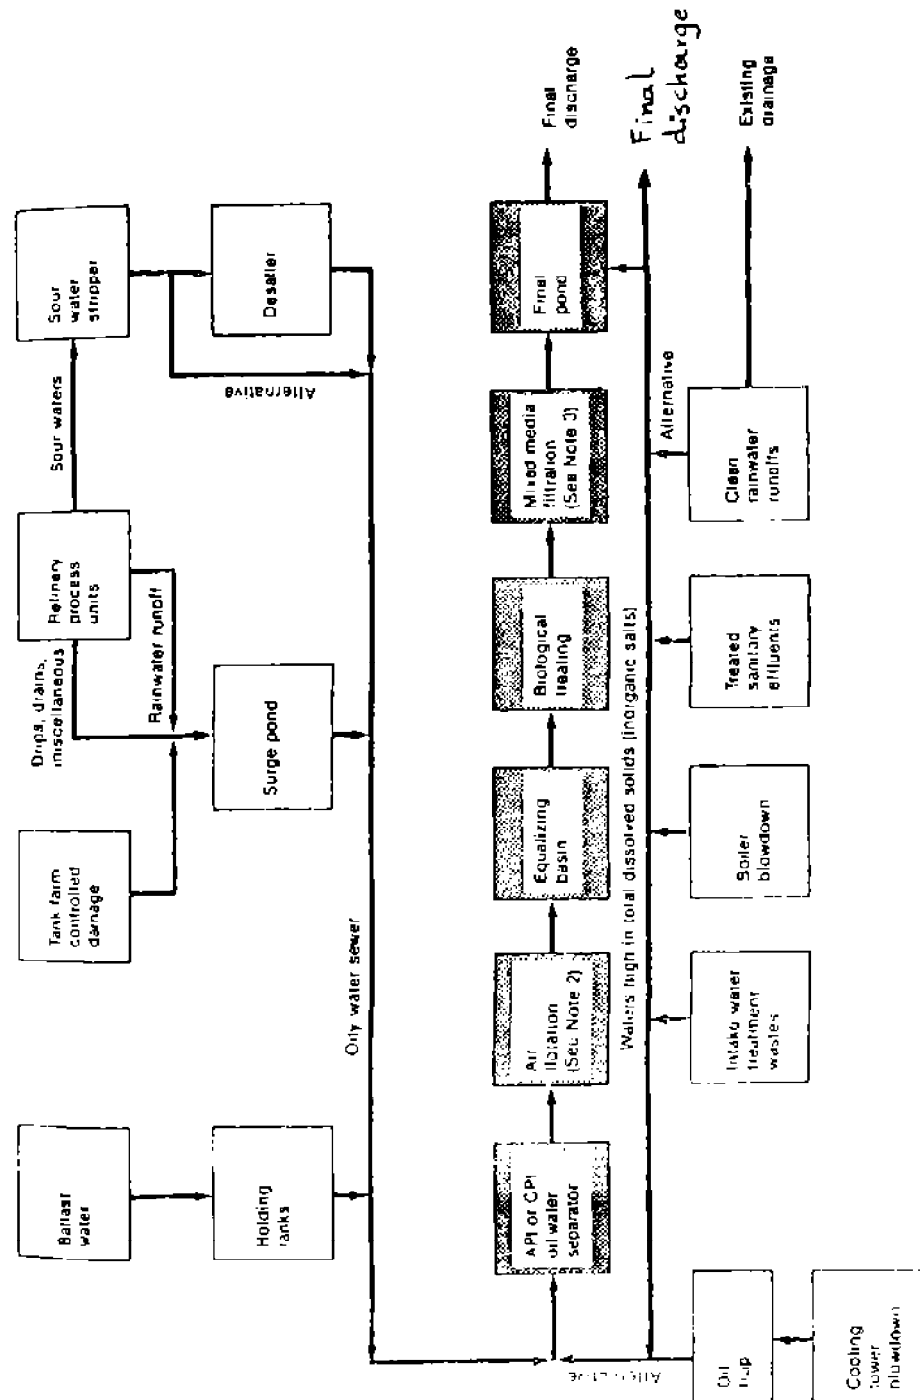 Ballast
water
Holding
tanks
Tank farm
controlled
damage
Drips, drains,
miscellaneous
Refinery
process
units
Rainwater runoff
Surge pond
Sour waters
Sour
water
stripper
Desalter
Alternative
Oily water sewer
API or CPI
oil water
separator
Air
flotation
(See Note 2)
Equalizing
basin
Biological
treating
Mixed media
filtration
(See Note 3)
Final
pond
Final
discharge
Final
discharge
Waters high in total dissolved solids (inorganic salts)
Alternative
Alternative
Existing
drainage
Oil
trap
Cooling
tower
blowdown
Intake water
treatment
wastes
Boiler
blowdown
Treated
sanitary
effluents
Clean
rainwater
runoffs